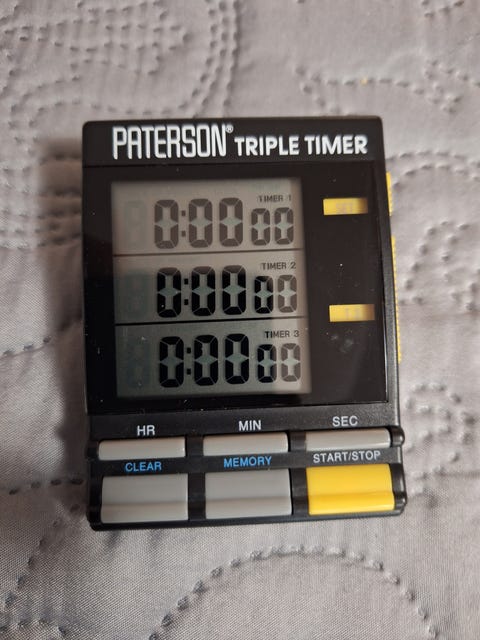 PATERSON® TRIPLE TIMER
TIMER 1
0:00 00
TIMER 2
0:00 00
TIMER 3
0:00 00
HR MIN SEC
CLEAR MEMORY START/STOP